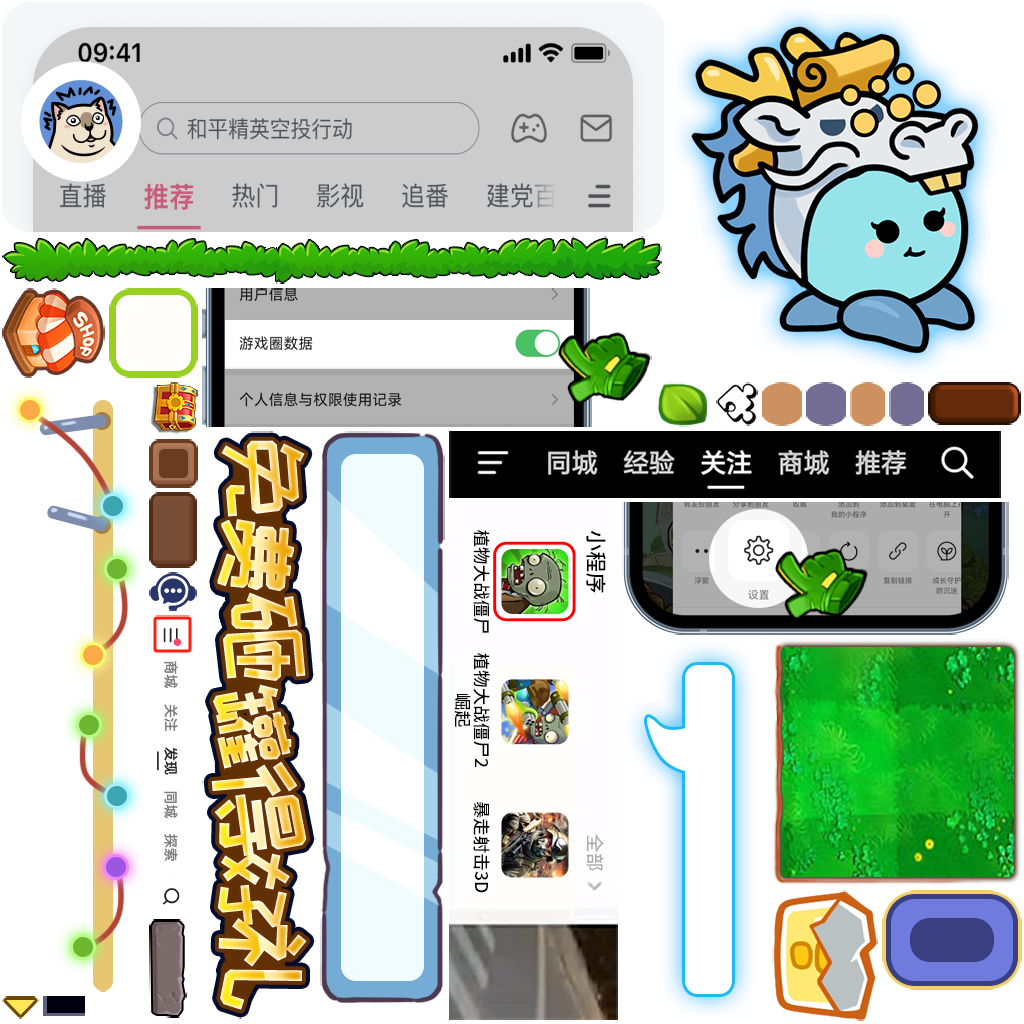 09:41
和平精英空投行动
直播 推荐 热门 影视 追番 建党百
SHOP
用户信息
游戏圈数据
个人信息与权限使用记录
同城 经验 关注 商城 推荐
转发给朋友 分享到朋友 收藏 添加到我的小程序 添加到桌面 在电脑上打开
浮窗 设置 复制链接 成长守护防沉迷
免费砸罐得好礼
小程序
植物大战僵尸
植物大战僵尸2
崛起
暴走射击3D
全部
商城 关注 发现 同城 探索